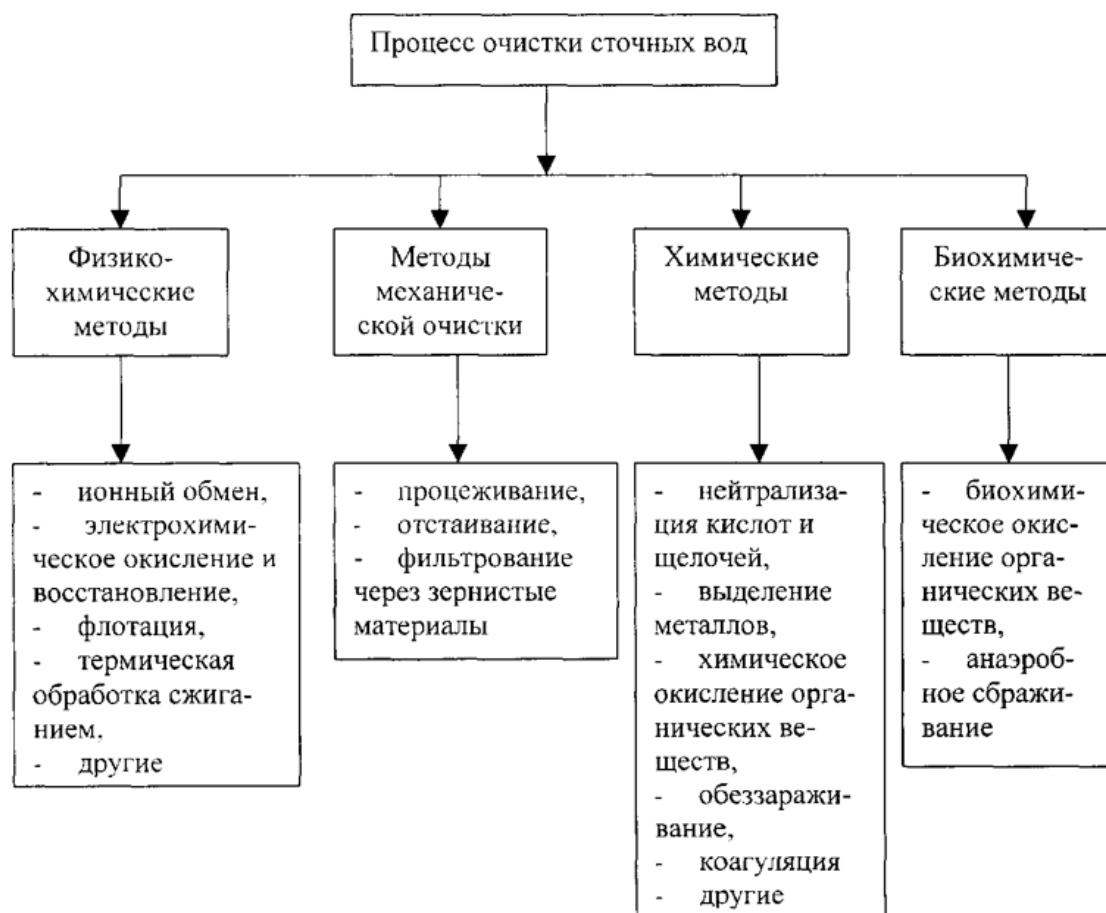 Процесс очистки сточных вод
Физико-
химические
методы
Методы
механиче-
ской очистки
Химические
методы
Биохимиче-
ские методы
- ионный обмен,
- электрохими-
ческое окисление и
восстановление,
- флотация,
- термическая
обработка сжига-
нием,
- другие
- процеживание,
- отстаивание,
- фильтрование
через зернистые
материалы
- нейтрализа-
ция кислот и
щелочей,
- выделение
металлов,
- химическое
окисление орга-
нических ве-
ществ,
- обеззаражи-
вание,
- коагуляция
- другие
- биохими-
ческое окис-
ление орга-
нических ве-
ществ,
- анаэроб-
ное сбражи-
вание